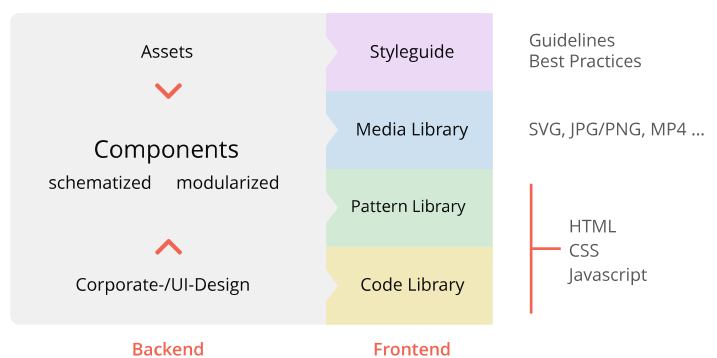 Assets
Components
schematized modularized
Corporate-/UI-Design
Backend
Styleguide
Media Library
Pattern Library
Code Library
Frontend
Guidelines
Best Practices
SVG, JPG/PNG, MP4 ...
HTML
CSS
Javascript